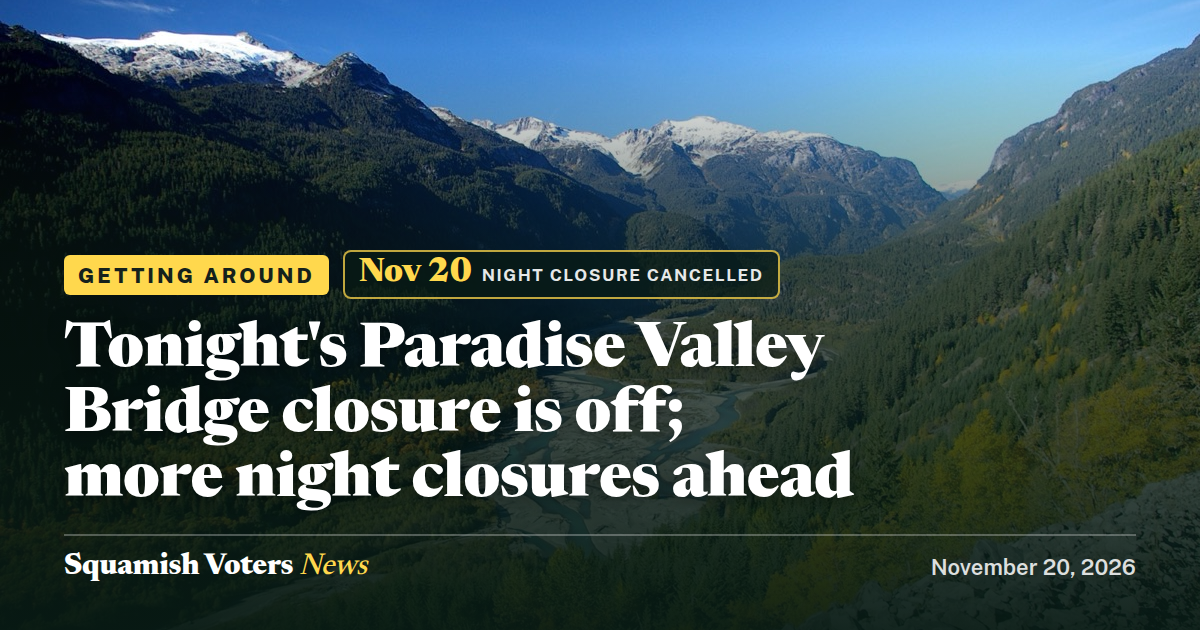 GETTING AROUND
Nov 20 NIGHT CLOSURE CANCELLED
Tonight's Paradise Valley
Bridge closure is off;
more night closures ahead
Squamish Voters News
November 20, 2026